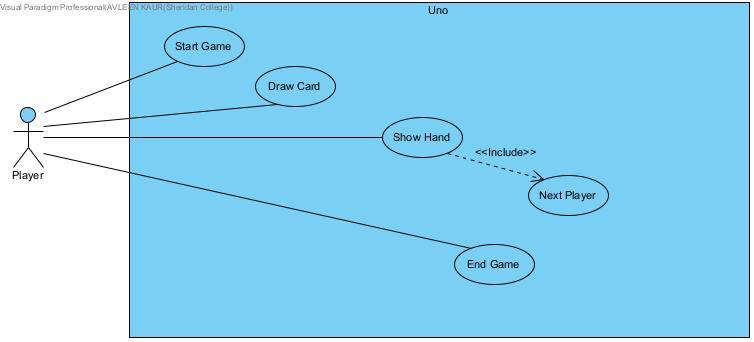 Visual Paradigm Professional(AVLEEN KAUR(Sheridan College))
Uno
Start Game
Draw Card
Show Hand
<<Include>>
Player
Next Player
End Game